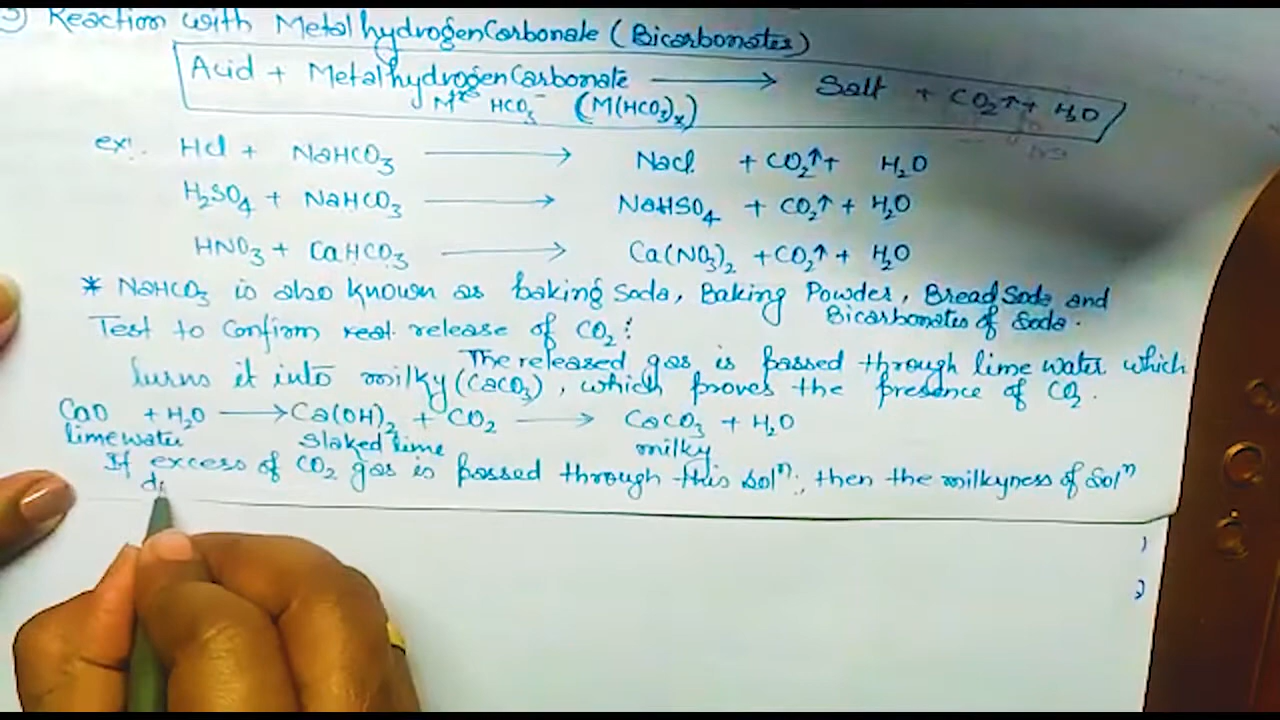 3) Reaction with Metal hydrogen Carbonate (Bicarbonates)
Acid + Metal hydrogen Carbonate ⟶ Salt + CO₂↑ + H₂O
Mˣ⁺ HCO₃⁻ (M(HCO₃)ₓ)
ex:. HCl + NaHCO₃ ⟶ NaCl + CO₂↑ + H₂O
H₂SO₄ + NaHCO₃ ⟶ NaHSO₄ + CO₂↑ + H₂O
HNO₃ + CaHCO₃ ⟶ Ca(NO₃)₂ + CO₂↑ + H₂O
* NaHCO₃ is also known as baking Soda, Baking Powder, Bread Soda and
Bicarbonates of Soda.
Test to Confirm release of CO₂ :
The released gas is passed through lime water which
turns it into milky (CaCO₃), which proves the presence of CO₂.
CaO + H₂O ⟶ Ca(OH)₂ + CO₂ ⟶ CaCO₃ + H₂O
lime water slaked lime milky
If excess of CO₂ gas is passed through this solⁿ., then the milkyness of Solⁿ
1)
2)